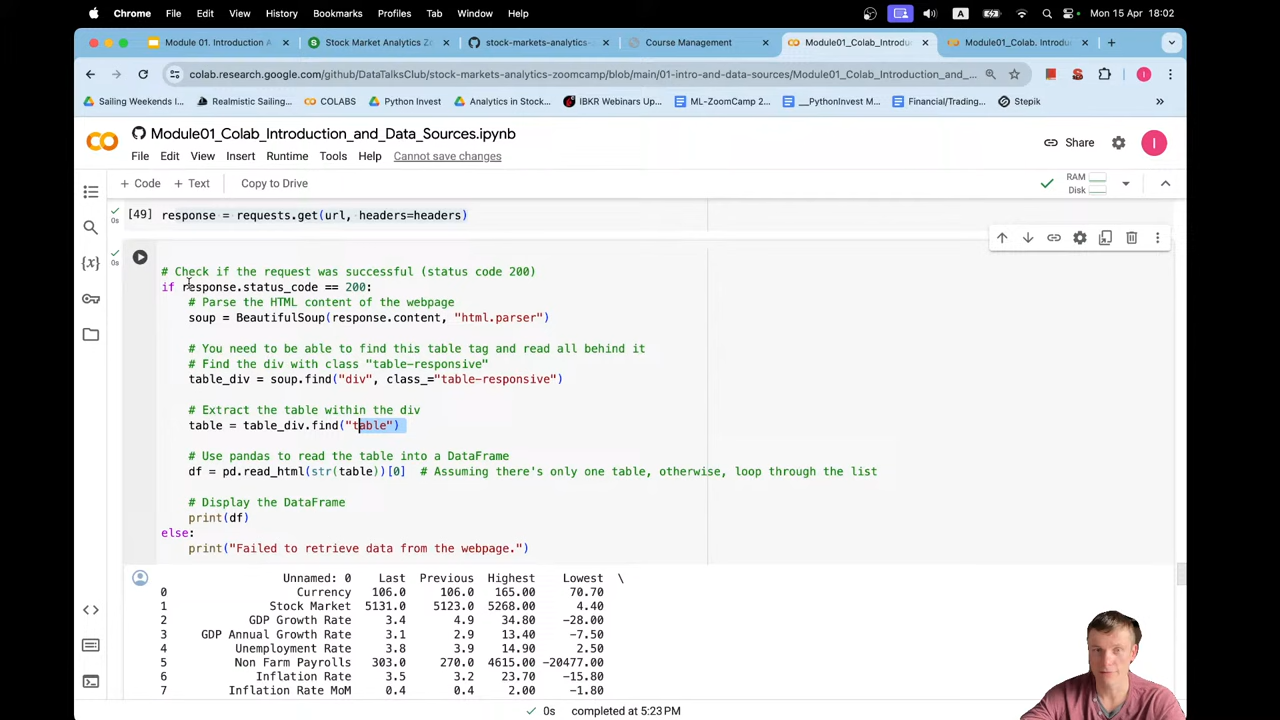 Chrome File Edit View History Bookmarks Profiles Tab Window Help A Mon 15 Apr 18:02
Module 01. Introduction A Stock Market Analytics Zo stock-markets-analytics- Course Management Module01_Colab_Introductio Module01_Colab. Introduc
colab.research.google.com/github/DataTalksClub/stock-markets-analytics-zoomcamp/blob/main/01-intro-and-data-sources/Module01_Colab_Introduction_and_...
Sailing Weekends I... Realmistic Sailing... COLABS Python Invest Analytics in Stock... IBKR Webinars Up... ML-ZoomCamp 2... __PythonInvest M... Financial/Trading... Stepik »
Module01_Colab_Introduction_and_Data_Sources.ipynb
Share I
File Edit View Insert Runtime Tools Help Cannot save changes
+ Code + Text Copy to Drive RAM Disk
[49] response = requests.get(url, headers=headers)
0s
0s
# Check if the request was successful (status code 200)
if response.status_code == 200:
# Parse the HTML content of the webpage
soup = BeautifulSoup(response.content, "html.parser")
# You need to be able to find this table tag and read all behind it
# Find the div with class "table-responsive"
table_div = soup.find("div", class_="table-responsive")
# Extract the table within the div
table = table_div.find("table")
# Use pandas to read the table into a DataFrame
df = pd.read_html(str(table))[0] # Assuming there's only one table, otherwise, loop through the list
# Display the DataFrame
print(df)
else:
print("Failed to retrieve data from the webpage.")
Unnamed: 0 Last Previous Highest Lowest \
0 Currency 106.0 106.0 165.00 70.70
1 Stock Market 5131.0 5123.0 5268.00 4.40
2 GDP Growth Rate 3.4 4.9 34.80 -28.00
3 GDP Annual Growth Rate 3.1 2.9 13.40 -7.50
4 Unemployment Rate 3.8 3.9 14.90 2.50
5 Non Farm Payrolls 303.0 270.0 4615.00 -20477.00
6 Inflation Rate 3.5 3.2 23.70 -15.80
7 Inflation Rate MoM 0.4 0.4 2.00 -1.80
0s completed at 5:23 PM